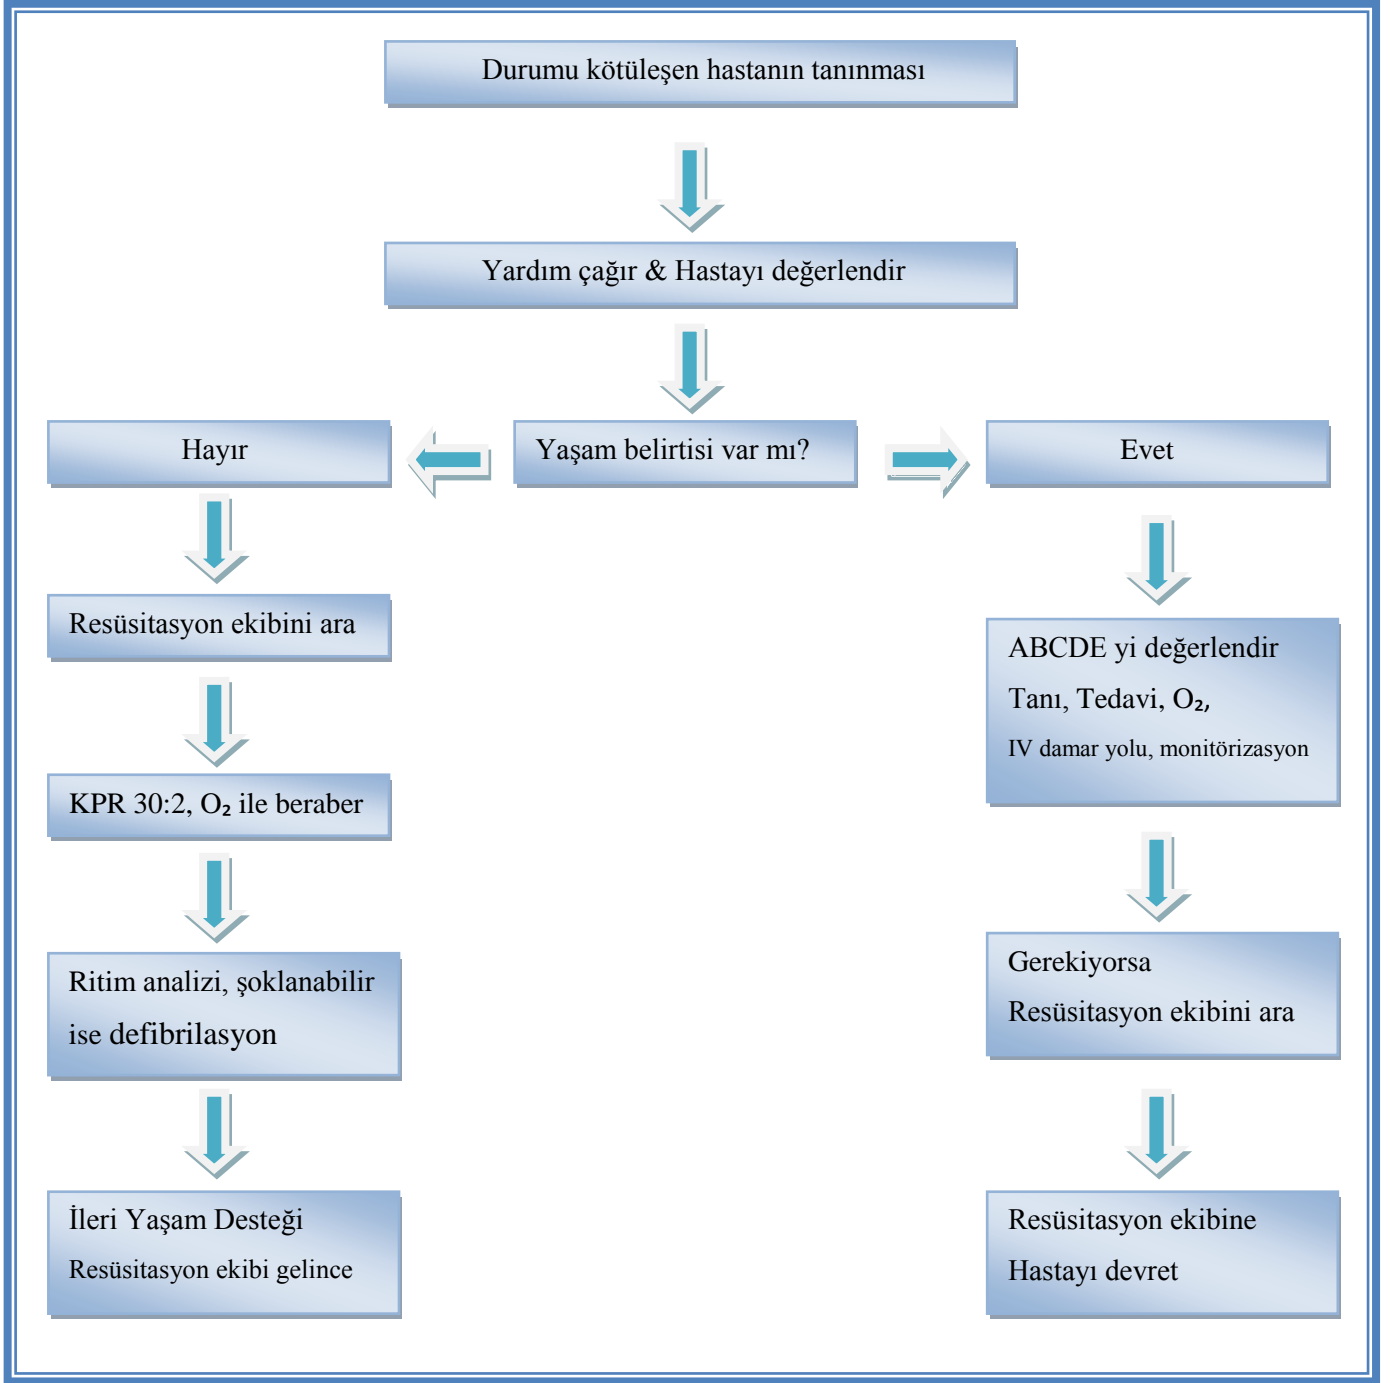 Durumu kötüleşen hastanın tanınması
Yardım çağır & Hastayı değerlendir
Hayır
Yaşam belirtisi var mı?
Evet
Resüsitasyon ekibini ara
KPR 30:2, O₂ ile beraber
Ritim analizi, şoklanabilir
ise defibrilasyon
İleri Yaşam Desteği
Resüsitasyon ekibi gelince
ABCDE yi değerlendir
Tanı, Tedavi, O₂,
IV damar yolu, monitörizasyon
Gerekiyorsa
Resüsitasyon ekibini ara
Resüsitasyon ekibine
Hastayı devret